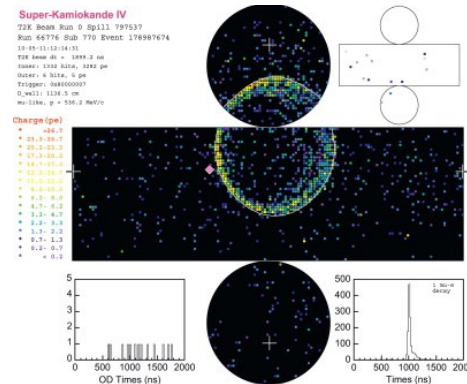 Super-Kamiokande IV
T2K Beam Run 0 Spill 797537
Run 66776 Sub 770 Event 178987674
10-05-11:12:14:31
T2K beam dt = 1899.2 ns
Inner: 1332 hits, 3282 pe
Outer: 6 hits, 5 pe
Trigger: 0x80000007
D_wall: 1136.5 cm
mu-like, p = 536.2 MeV/c
Charge(pe)
>26.7
23.3-26.7
20.2-23.3
17.3-20.2
14.7-17.3
12.2-14.7
10.0-12.2
8.0-10.0
6.2- 8.0
4.7- 6.2
3.3- 4.7
2.2- 3.3
1.3- 2.2
0.7- 1.3
0.2- 0.7
< 0.2
5
4
3
2
1
0
0 500 1000 1500 2000
OD Times (ns)
500
400
300
200
100
0
1 mu-e
decay
0 500 1000 1500 2000
Times (ns)